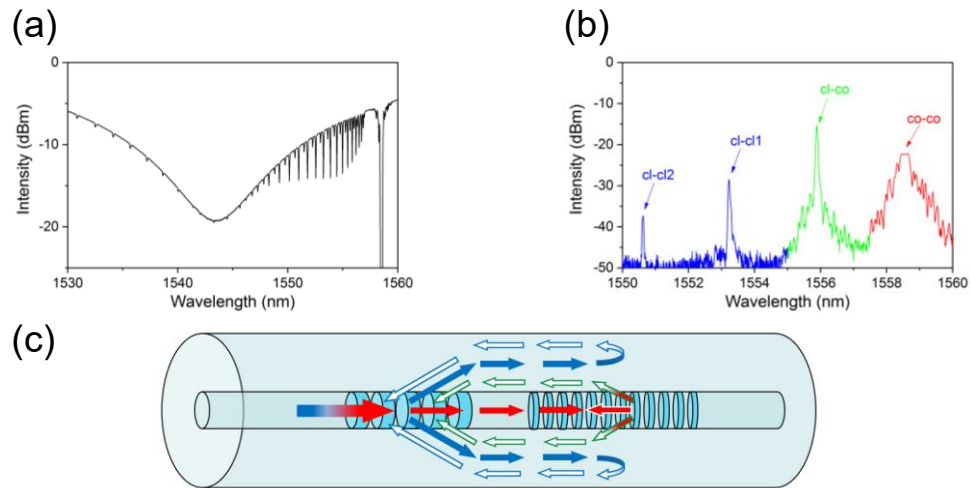 (a)
(b)
0
-10
-20
Intensity (dBm)
1530
1540
1550
1560
Wavelength (nm)
0
-10
-20
-30
-40
-50
Intensity (dBm)
cl-cl2
cl-cl1
cl-co
co-co
1550
1552
1554
1556
1558
1560
Wavelength (nm)
(c)